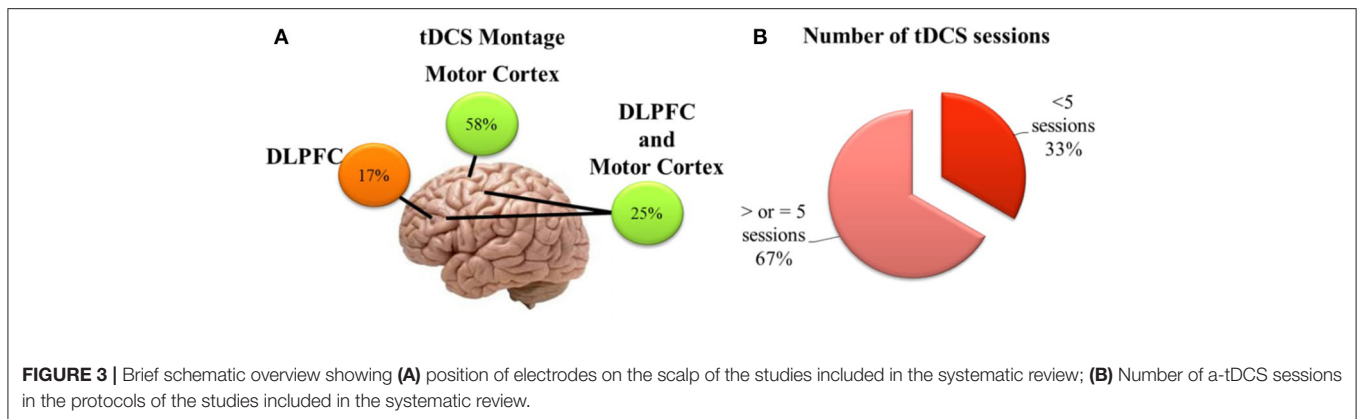 A
tDCS Montage
Motor Cortex
58%
DLPFC
17%
DLPFC
and
Motor Cortex
25%
B
Number of tDCS sessions
<5
sessions
33%
> or = 5
sessions
67%
FIGURE 3 | Brief schematic overview showing (A) position of electrodes on the scalp of the studies included in the systematic review; (B) Number of a-tDCS sessions
in the protocols of the studies included in the systematic review.